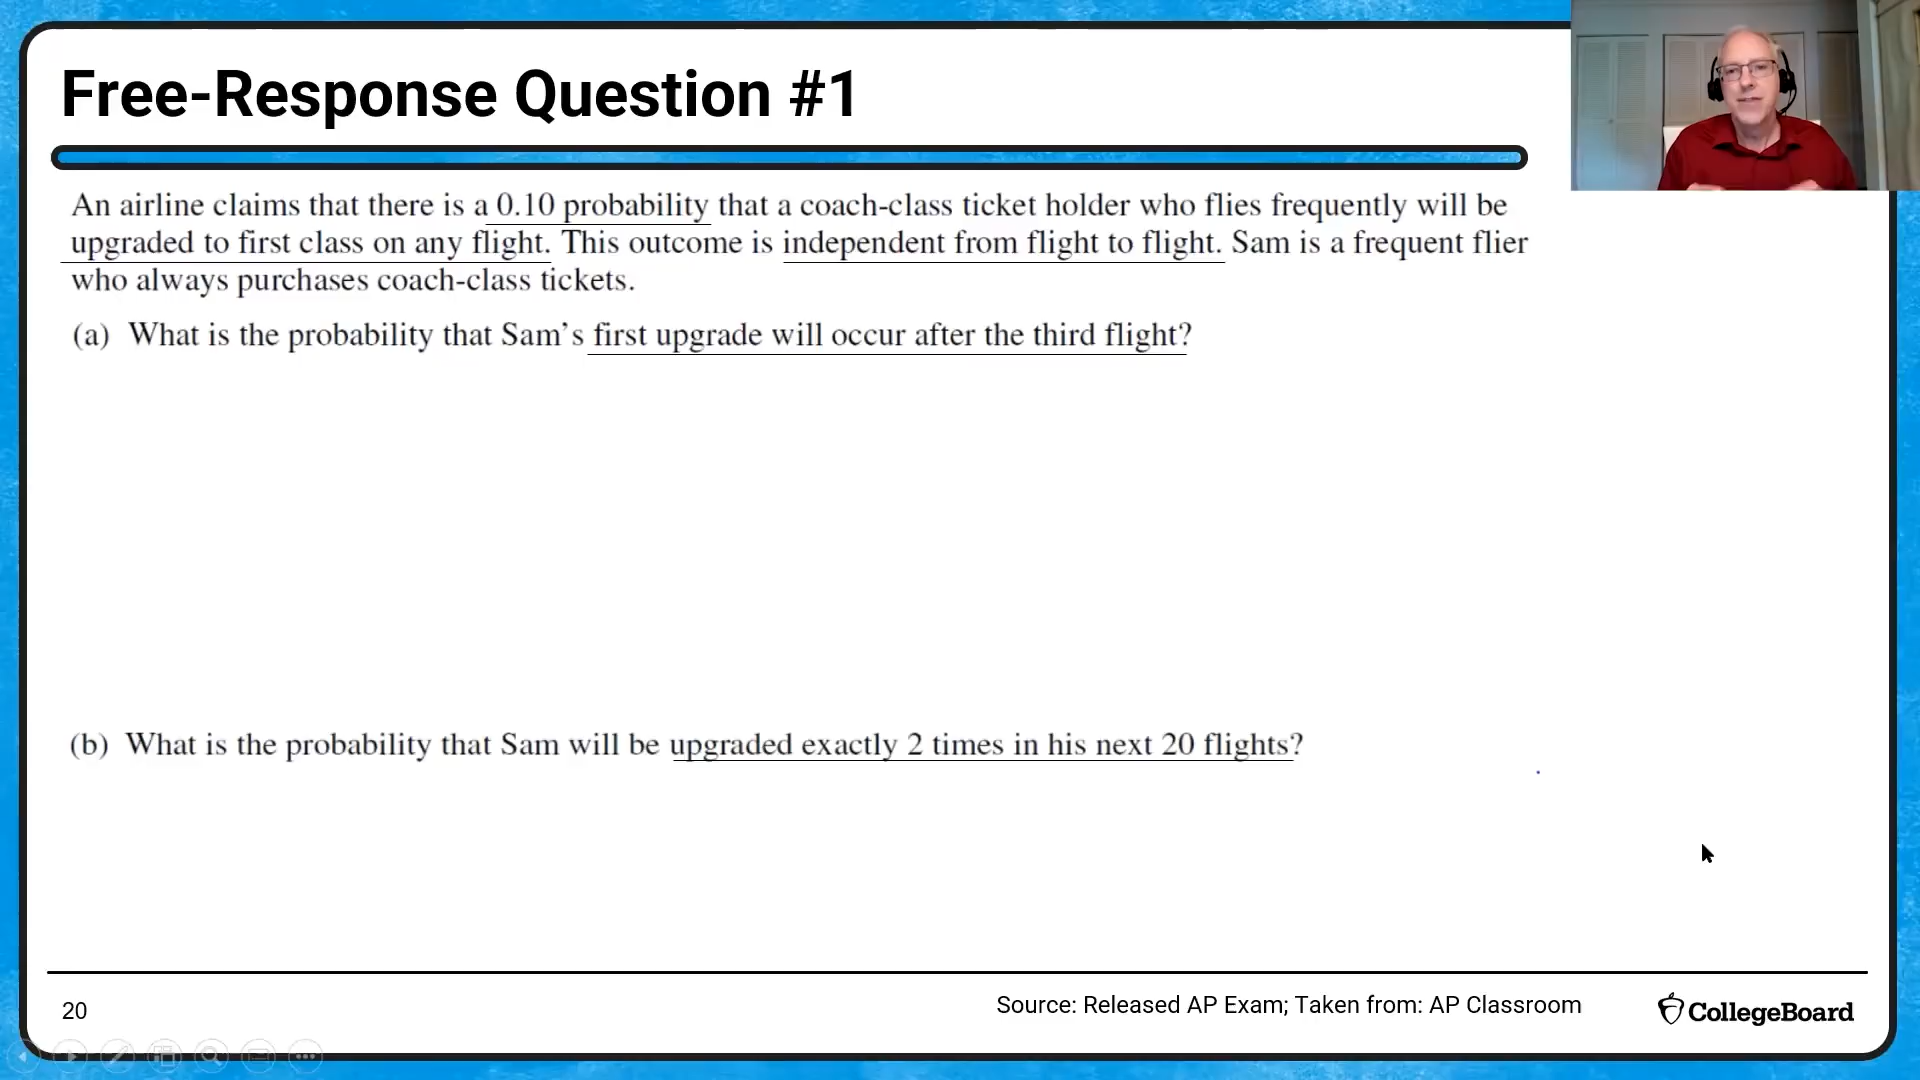 Free-Response Question #1
An airline claims that there is a 0.10 probability that a coach-class ticket holder who flies frequently will be
upgraded to first class on any flight. This outcome is independent from flight to flight. Sam is a frequent flier
who always purchases coach-class tickets.
(a) What is the probability that Sam's first upgrade will occur after the third flight?
(b) What is the probability that Sam will be upgraded exactly 2 times in his next 20 flights?
20
Source: Released AP Exam; Taken from: AP Classroom
CollegeBoard